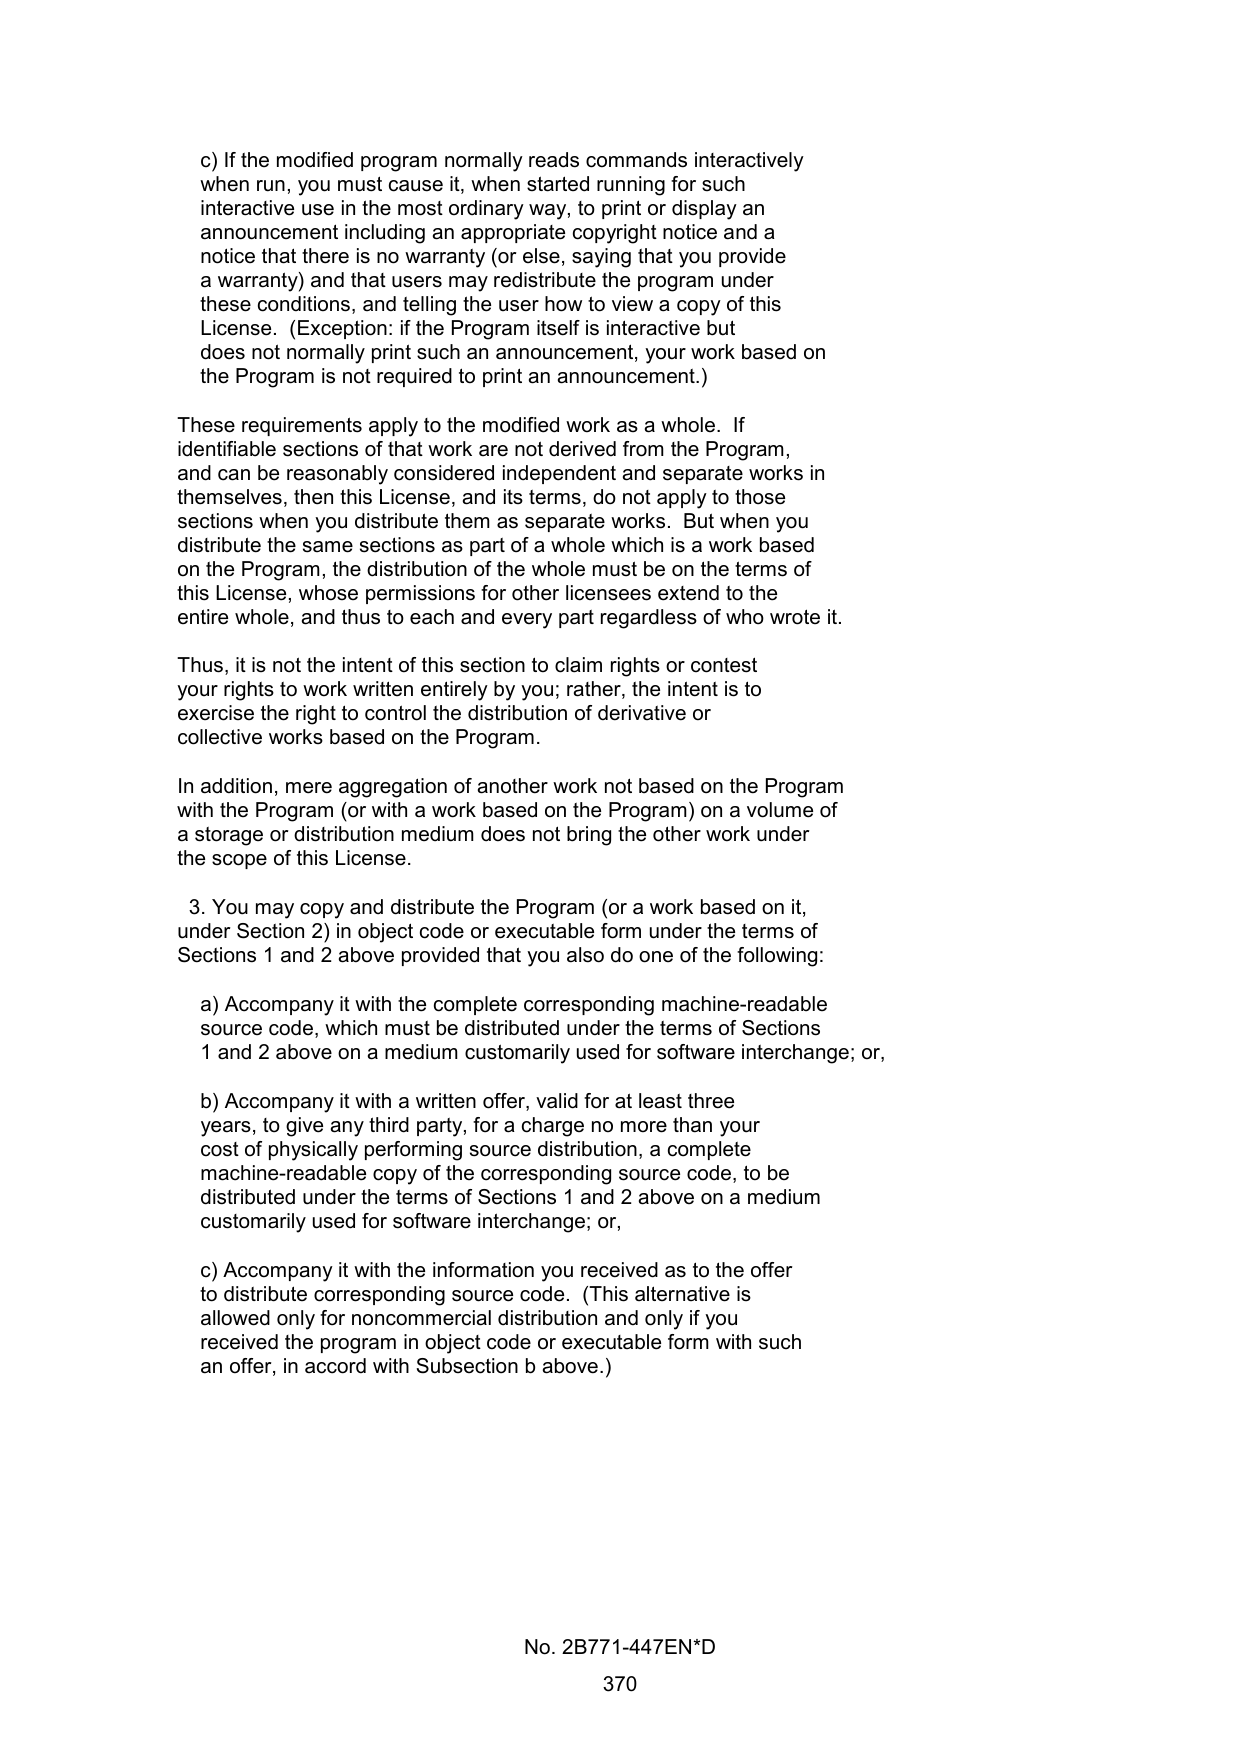 c) If the modified program normally reads commands interactively
when run, you must cause it, when started running for such
interactive use in the most ordinary way, to print or display an
announcement including an appropriate copyright notice and a
notice that there is no warranty (or else, saying that you provide
a warranty) and that users may redistribute the program under
these conditions, and telling the user how to view a copy of this
License.  (Exception: if the Program itself is interactive but
does not normally print such an announcement, your work based on
the Program is not required to print an announcement.)

These requirements apply to the modified work as a whole.  If
identifiable sections of that work are not derived from the Program,
and can be reasonably considered independent and separate works in
themselves, then this License, and its terms, do not apply to those
sections when you distribute them as separate works.  But when you
distribute the same sections as part of a whole which is a work based
on the Program, the distribution of the whole must be on the terms of
this License, whose permissions for other licensees extend to the
entire whole, and thus to each and every part regardless of who wrote it.

Thus, it is not the intent of this section to claim rights or contest
your rights to work written entirely by you; rather, the intent is to
exercise the right to control the distribution of derivative or
collective works based on the Program.

In addition, mere aggregation of another work not based on the Program
with the Program (or with a work based on the Program) on a volume of
a storage or distribution medium does not bring the other work under
the scope of this License.

3. You may copy and distribute the Program (or a work based on it,
under Section 2) in object code or executable form under the terms of
Sections 1 and 2 above provided that you also do one of the following:

a) Accompany it with the complete corresponding machine-readable
source code, which must be distributed under the terms of Sections
1 and 2 above on a medium customarily used for software interchange; or,

b) Accompany it with a written offer, valid for at least three
years, to give any third party, for a charge no more than your
cost of physically performing source distribution, a complete
machine-readable copy of the corresponding source code, to be
distributed under the terms of Sections 1 and 2 above on a medium
customarily used for software interchange; or,

c) Accompany it with the information you received as to the offer
to distribute corresponding source code.  (This alternative is
allowed only for noncommercial distribution and only if you
received the program in object code or executable form with such
an offer, in accord with Subsection b above.)

No. 2B771-447EN*D
370